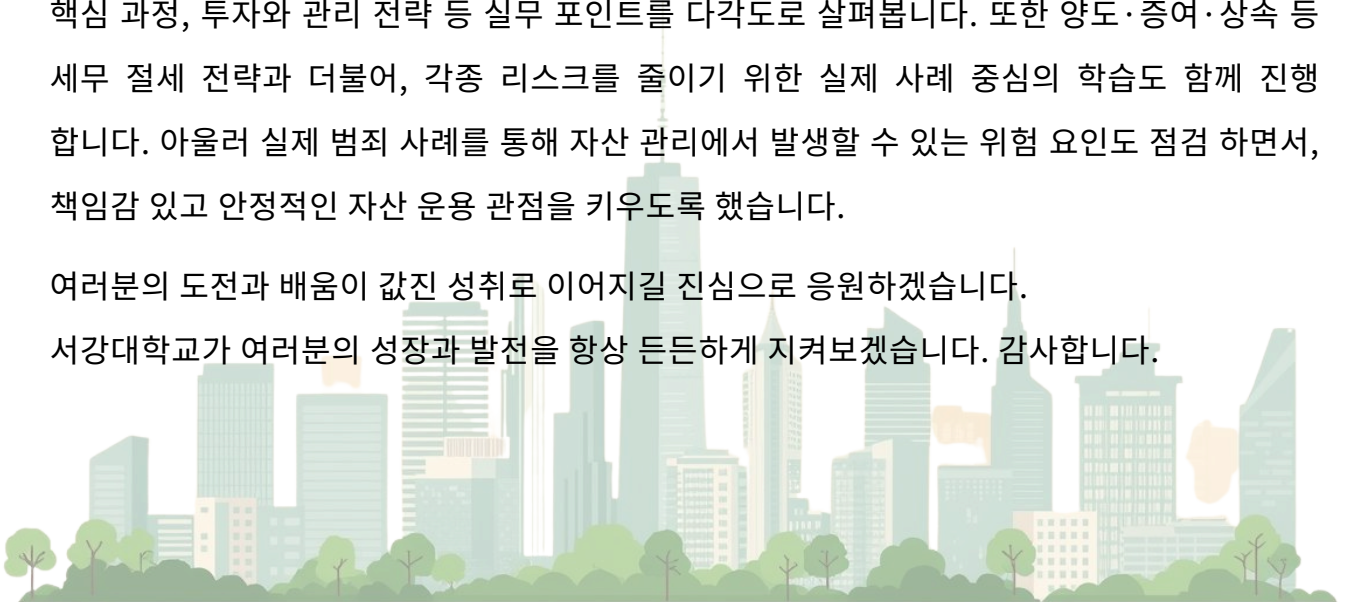 핵심 과정, 투자와 관리 전략 등 실무 포인트를 다각도로 살펴봅니다. 또한 양도·증여·상속 등
세무 절세 전략과 더불어, 각종 리스크를 줄이기 위한 실제 사례 중심의 학습도 함께 진행
합니다. 아울러 실제 범죄 사례를 통해 자산 관리에서 발생할 수 있는 위험 요인도 점검 하면서,
책임감 있고 안정적인 자산 운용 관점을 키우도록 했습니다.
여러분의 도전과 배움이 값진 성취로 이어지길 진심으로 응원하겠습니다.
서강대학교가 여러분의 성장과 발전을 항상 든든하게 지켜보겠습니다. 감사합니다.